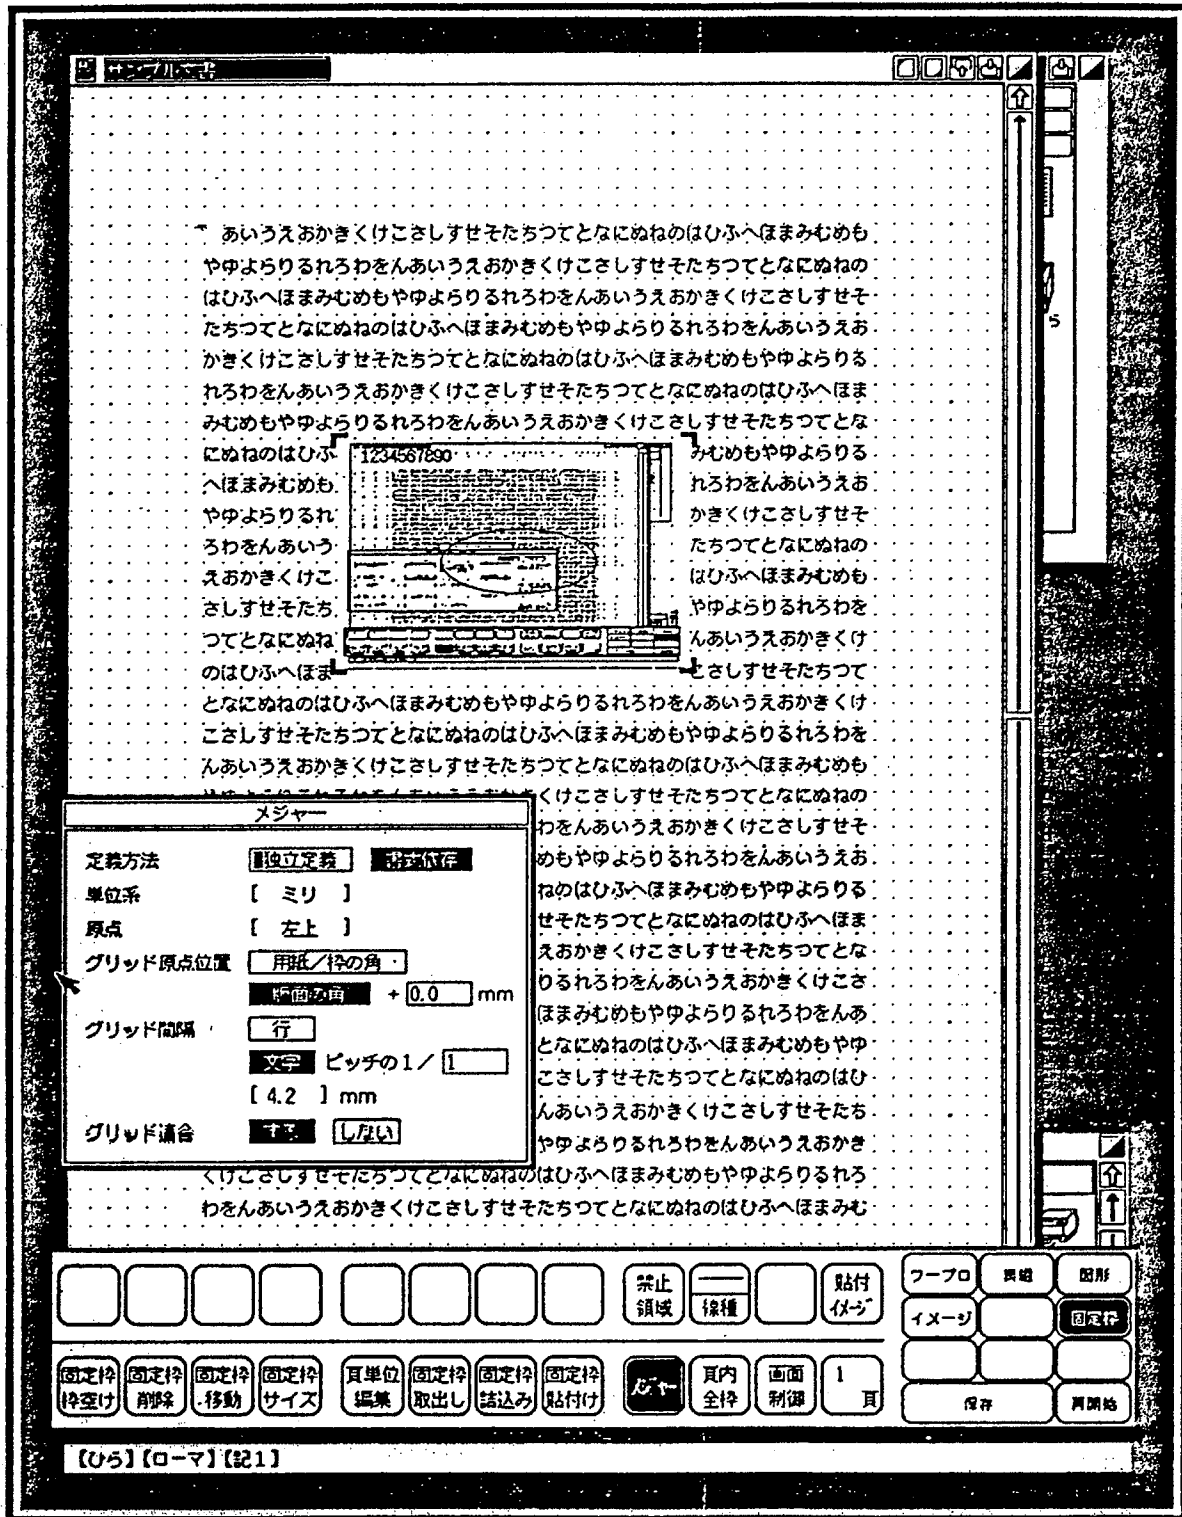 サンプル文書
あいうえおかきくけこさしすせそたちつてとなにぬねのはひふへほまみむめも
やゆよらりるれろわをんあいうえおかきくけこさしすせそたちつてとなにぬねの
はひふへほまみむめもやゆよらりるれろわをんあいうえおかきくけこさしすせそ
たちつてとなにぬねのはひふへほまみむめもやゆよらりるれろわをんあいうえお
かきくけこさしすせそたちつてとなにぬねのはひふへほまみむめもやゆよらりる
れろわをんあいうえおかきくけこさしすせそたちつてとなにぬねのはひふへほま
みむめもやゆよらりるれろわをんあいうえおかきくけこさしすせそたちつてとな
にぬねのはひふ 1234567890 みむめもやゆよらりる
へほまみむめも れろわをんあいうえお
やゆよらりるれ かきくけこさしすせそ
ろわをんあいう たちつてとなにぬねの
えおかきくけこ はひふへほまみむめも
さしすせそたち やゆよらりるれろわを
つてとなにぬね んあいうえおかきくけ
のはひふへほま こさしすせそたちつて
となにぬねのはひふへほまみむめもやゆよらりるれろわをんあいうえおかきくけ
こさしすせそたちつてとなにぬねのはひふへほまみむめもやゆよらりるれろわを
んあいうえおかきくけこさしすせそたちつてとなにぬねのはひふへほまみむめも
くけこさしすせそたちつてとなにぬねの
わをんあいうえおかきくけこさしすせそ
めもやゆよらりるれろわをんあいうえお
ねのはひふへほまみむめもやゆよらりる
せそたちつてとなにぬねのはひふへほま
えおかきくけこさしすせそたちつてとな
りるれろわをんあいうえおかきくけこさ
ほまみむめもやゆよらりるれろわをんあ
となにぬねのはひふへほまみむめもやゆ
こさしすせそたちつてとなにぬねのはひ
んあいうえおかきくけこさしすせそたち
やゆよらりるれろわをんあいうえおかき
くけこさしすせそたちつてとなにぬねのはひふへほまみむめもやゆよらりるれろ
わをんあいうえおかきくけこさしすせそたちつてとなにぬねのはひふへほまみむ
メジャー
定義方法 独立定義 書式依存
単位系 [ ミリ ]
原点 [ 左上 ]
グリッド原点位置 用紙／枠の角
版面の角 + 0.0 mm
グリッド間隔 行
文字 ピッチの1／ 1
[ 4.2 ] mm
グリッド適合 する しない
ら
禁止領域 線種 貼付イメージ
固定枠枠空け 固定枠削除 固定枠移動 固定枠サイズ 頁単位編集 固定枠取出し 固定枠詰込み 固定枠貼付け メジャー 頁内全枠 画面制御 1頁
ワープロ 図形
イメージ 固定枠
保存 再開始
【ひら】【ローマ】【記1】